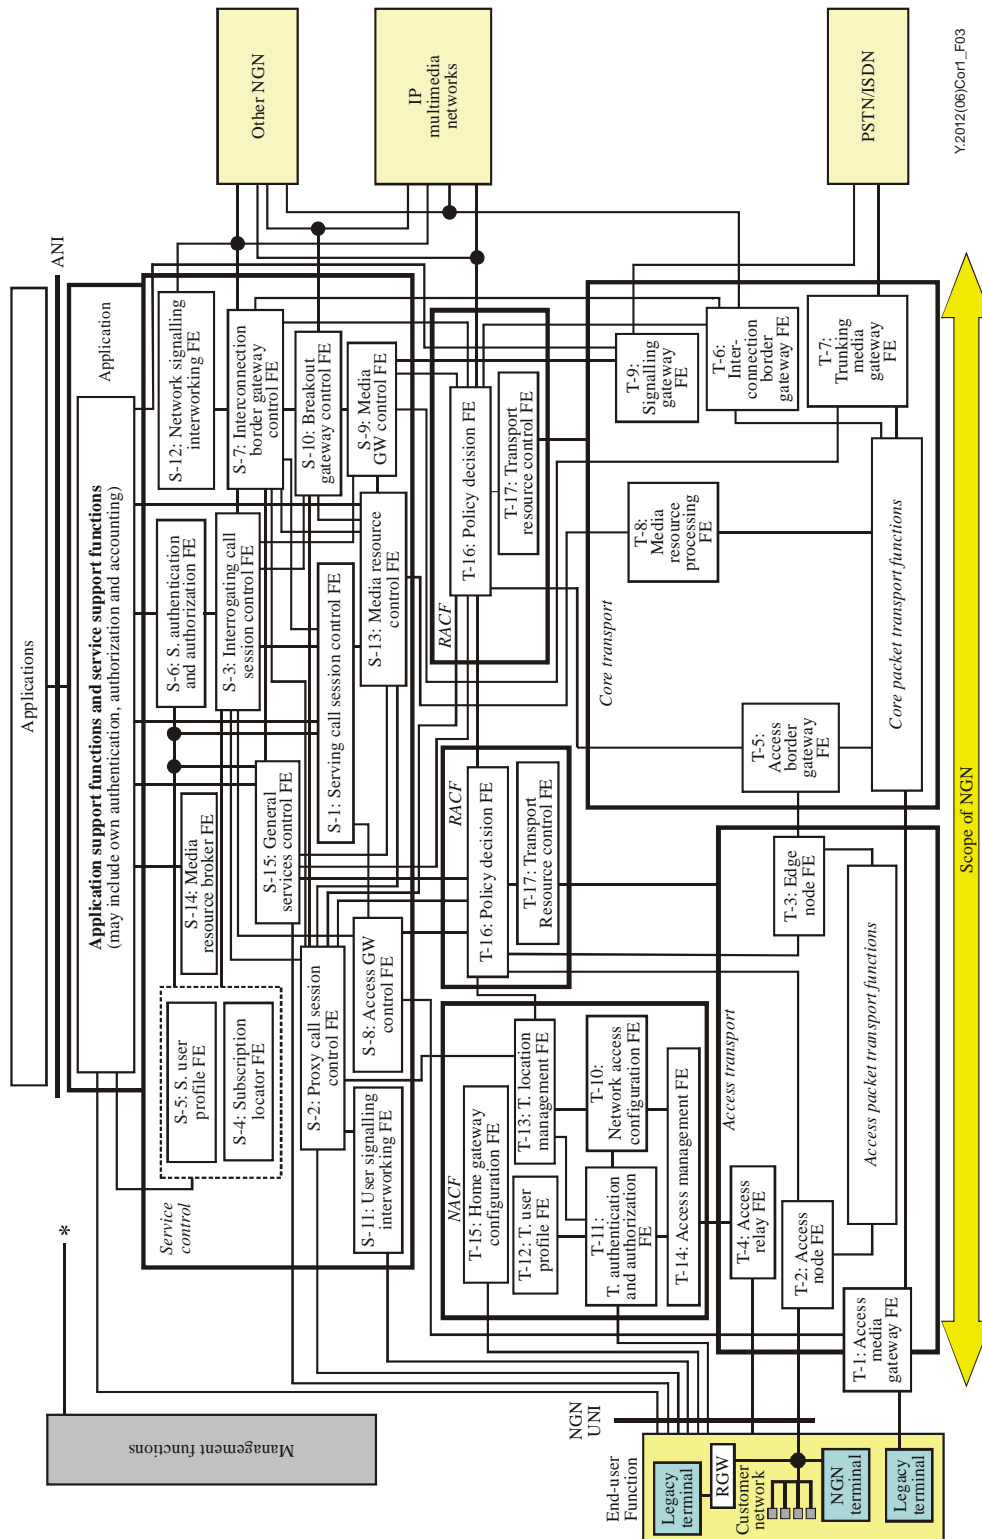 Applications
ANI
Application
Application support functions and service support functions
(may include own authentication, authorization and accounting)
Management functions
*
Service
control
S-5: S. user
profile FE
S-4: Subscription
locator FE
S-14: Media
resource broker FE
S-6: S. authentication
and authorization FE
S-12: Network signalling
interworking FE
S-15: General
services control FE
S-3: Interrogating call
session control FE
S-7: Interconnection
border gateway
control FE
S-2: Proxy call session
control FE
S-1: Serving call session control FE
S-10: Breakout
gateway control FE
S-11: User signalling
interworking FE
S-8: Access GW
control FE
S-13: Media resource
control FE
S-9: Media
GW control FE
Other NGN
IP
multimedia
networks
PSTN/ISDN
NACF
T-15: Home gateway
configuration FE
T-12: T. user
profile FE
T-13: T. location
management FE
T-11:
T. authentication
and authorization
FE
T-10:
Network access
configuration FE
T-14: Access management FE
RACF
T-16: Policy decision FE
T-17: Transport
Resource control FE
RACF
T-16: Policy decision FE
T-17: Transport
resource control FE
NGN
UNI
End-user
Function
Legacy
terminal
RGW
Customer
network
NGN
terminal
Legacy
terminal
Access transport
T-4: Access
relay FE
T-2: Access
node FE
T-1: Access
media
gateway FE
T-3: Edge
node FE
Access packet transport functions
Core transport
T-5:
Access
border
gateway
FE
T-8:
Media
resource
processing
FE
T-9:
Signalling
gateway
FE
T-6:
Inter-
connection
border
gateway FE
T-7:
Trunking
media
gateway
FE
Core packet transport functions
Scope of NGN
Y.2012(06)Cor1_F03